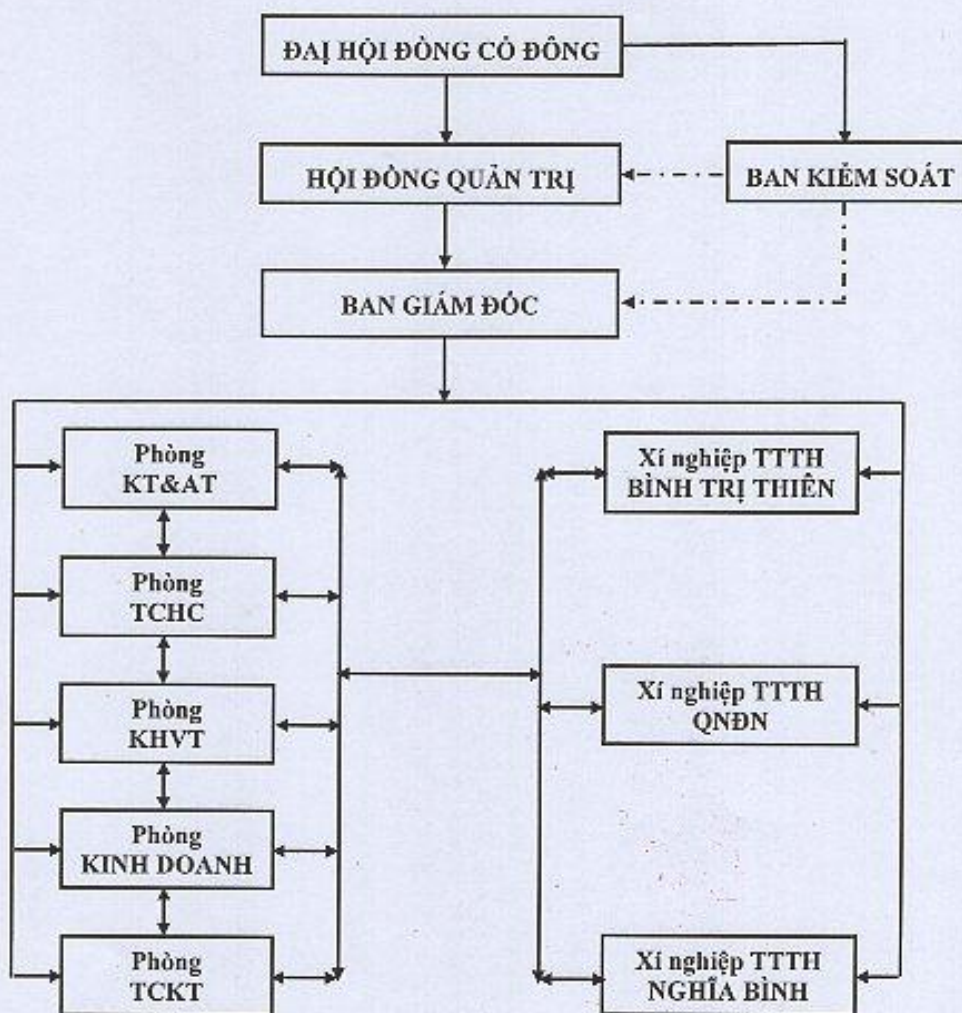 ĐẠI HỘI ĐỒNG CỔ ĐÔNG
HỘI ĐỒNG QUẢN TRỊ
BAN KIỂM SOÁT
BAN GIÁM ĐỐC
Phòng
KT&AT
Phòng
TCHC
Phòng
KHVT
Phòng
KINH DOANH
Phòng
TCKT
Xí nghiệp TTTH
BÌNH TRỊ THIÊN
Xí nghiệp TTTH
QNĐN
Xí nghiệp TTTH
NGHĨA BÌNH